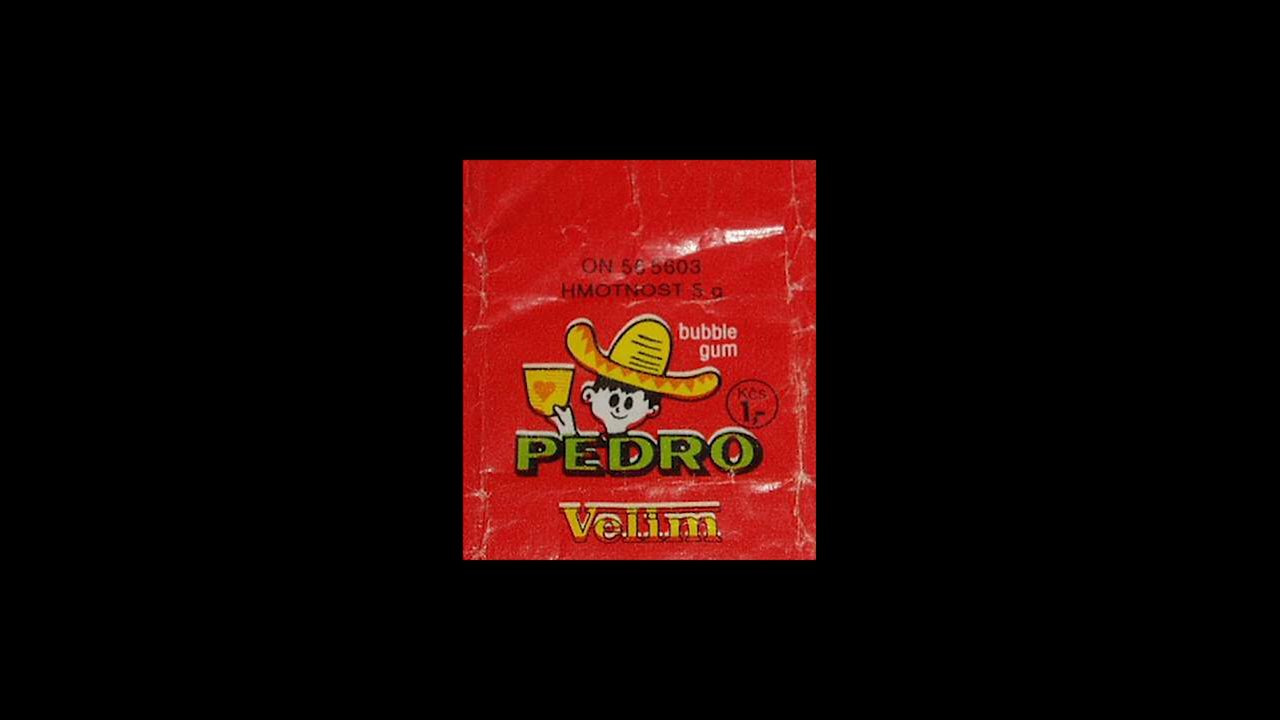 ON 56 5603
HMOTNOST 5 g
bubble
gum
Kčs
1,-
PEDRO
Velim